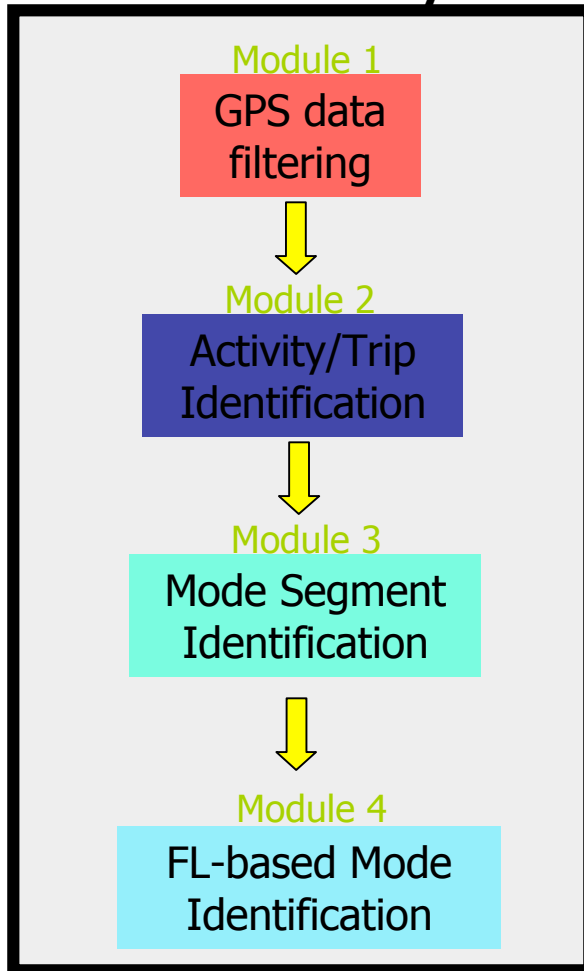 Module 1
GPS data
filtering
Module 2
Activity/Trip
Identification
Module 3
Mode Segment
Identification
Module 4
FL-based Mode
Identification